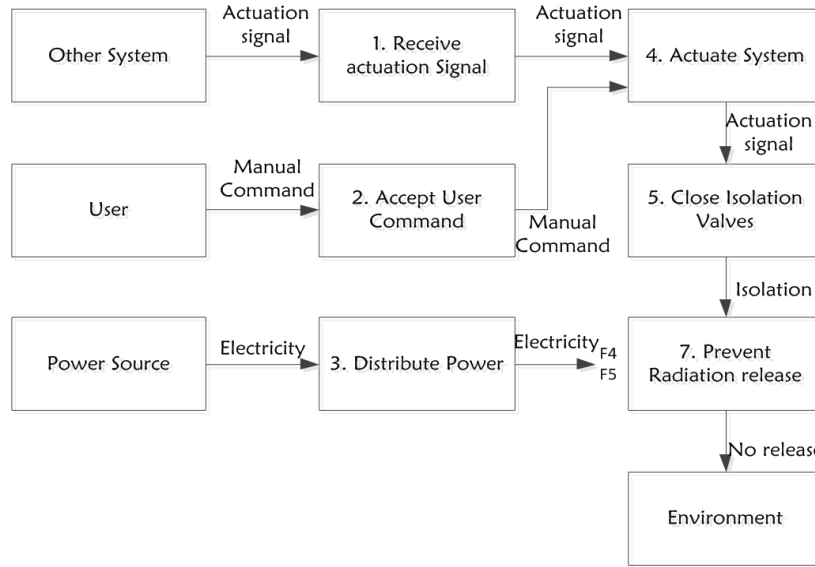 Other System
Actuation
signal
1. Receive
actuation Signal
Actuation
signal
4. Actuate System
Actuation
signal
User
Manual
Command
2. Accept User
Command
Manual
Command
5. Close Isolation
Valves
Isolation
Power Source
Electricity
3. Distribute Power
Electricity
F4
F5
7. Prevent
Radiation release
No release
Environment